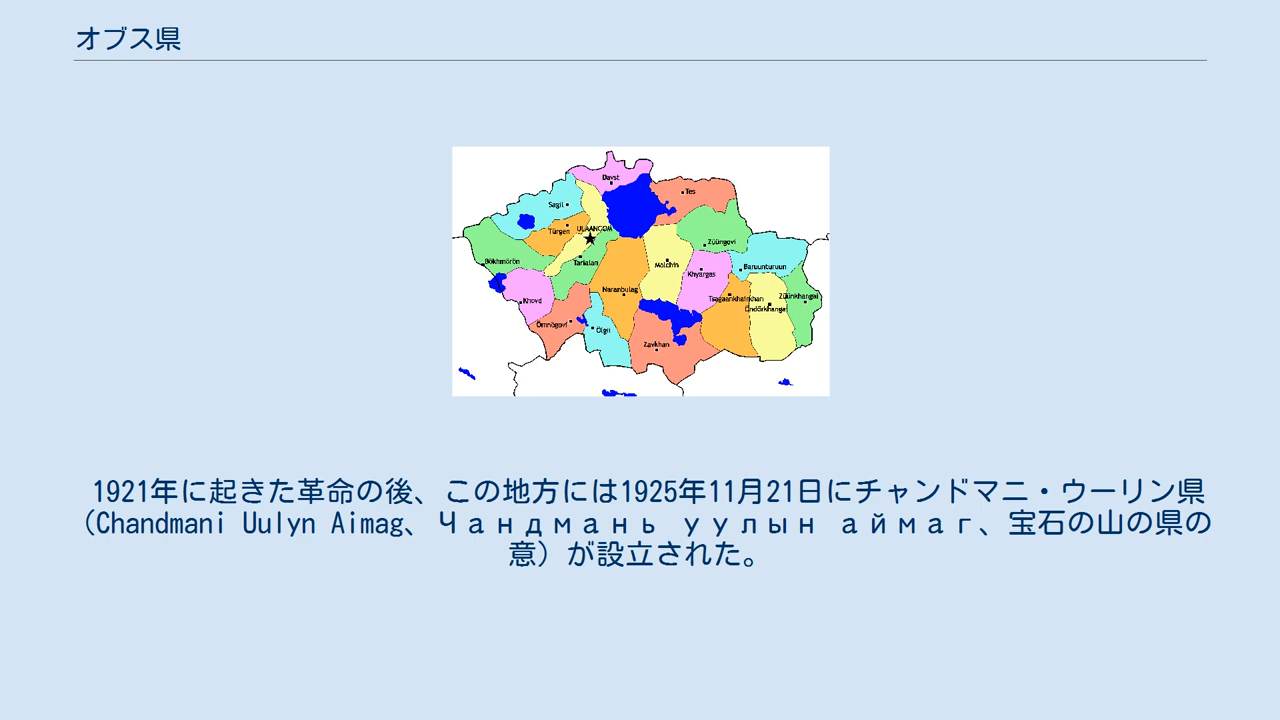 オブス県
Davst
Tes
Sagil
Türgen
ULAANGOM
Züüngovi
Bökhmörön
Tarialan
Malchin
Khyargas
Baruunturuun
Khovd
Naranbulag
Tsagaankhairkhan
Züünkhangai
Öndörkhangai
Ömnögovi
Ölgii
Zavkhan
1921年に起きた革命の後、この地方には1925年11月21日にチャンドマニ・ウーリン県
(Chandmani Uulyn Aimag、Чандмань уулын аймаг、宝石の山の県の
意）が設立された。